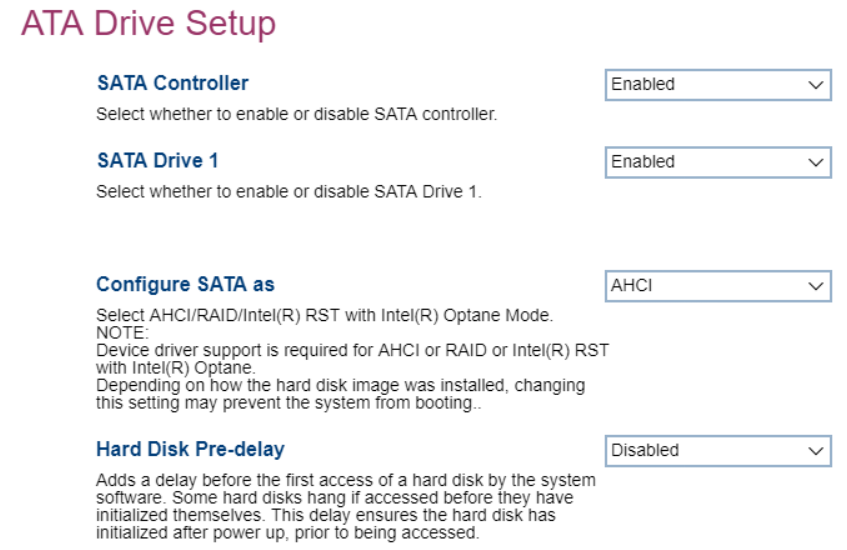 ATA Drive Setup
SATA Controller
Enabled
Select whether to enable or disable SATA controller.
SATA Drive 1
Enabled
Select whether to enable or disable SATA Drive 1.
Configure SATA as
AHCI
Select AHCI/RAID/Intel(R) RST with Intel(R) Optane Mode.
NOTE:
Device driver support is required for AHCI or RAID or Intel(R) RST
with Intel(R) Optane.
Depending on how the hard disk image was installed, changing
this setting may prevent the system from booting..
Hard Disk Pre-delay
Disabled
Adds a delay before the first access of a hard disk by the system
software. Some hard disks hang if accessed before they have
initialized themselves. This delay ensures the hard disk has
initialized after power up, prior to being accessed.